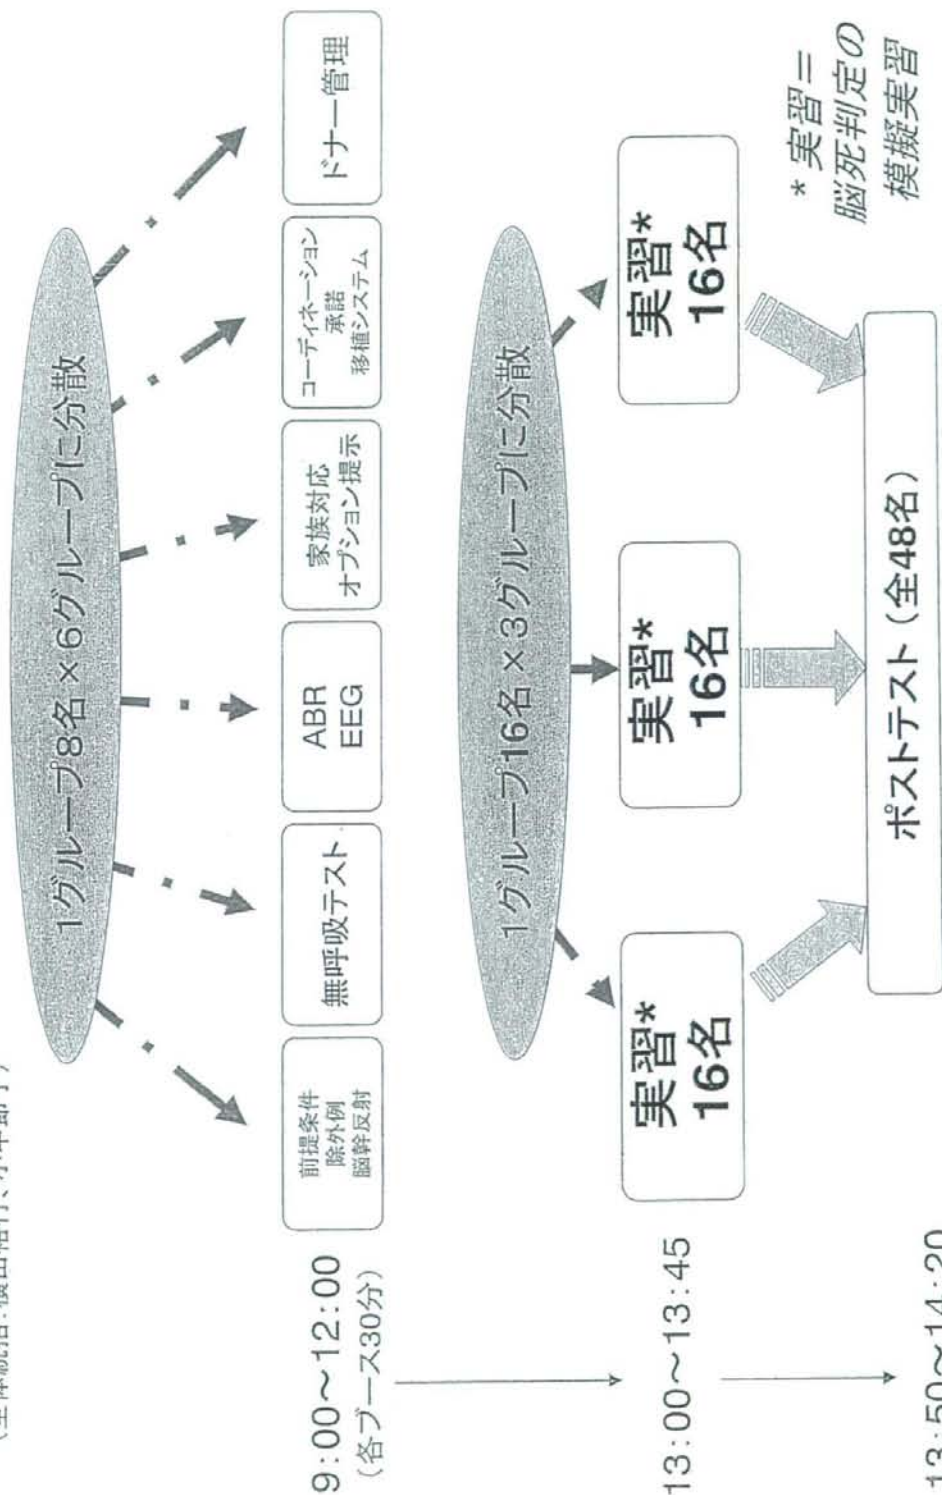 1グループ8名×6グループに分散
9:00~12:00
(各ブース30分)
前提条件
除外例
脳幹反射
無呼吸テスト
ABR
EEG
家族対応
オプション提示
コーディネーション
承諾
移植システム
ドナー管理
1グループ16名×3グループに分散
13:00~13:45
実習*
16名
実習*
16名
実習*
16名
*実習=
脳死判定の
模擬実習
13:50~14:20
ポストテスト(全48名)